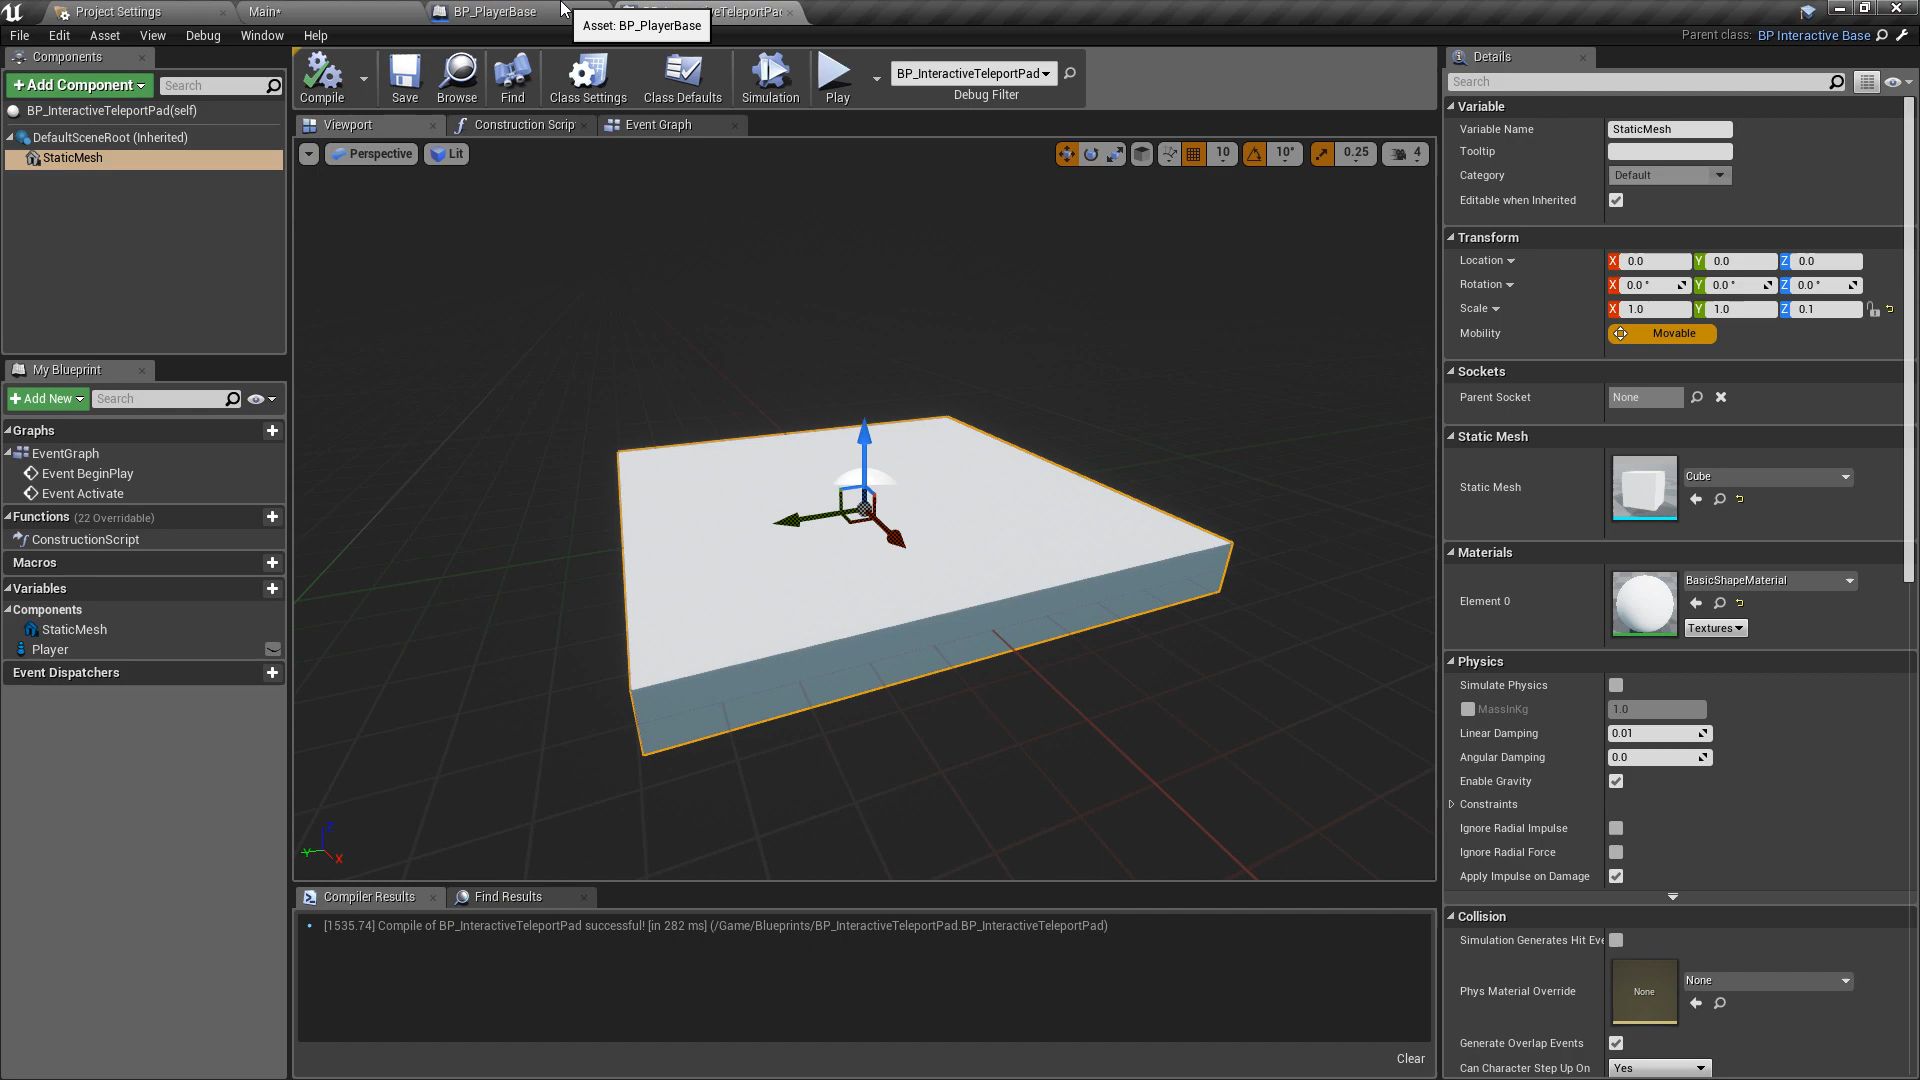 Project Settings
Main*
BP_PlayerBase
Asset: BP_PlayerBase
File
Edit
Asset
View
Debug
Window
Help
Parent class: BP Interactive Base
Components
+Add Component
Search
BP_InteractiveTeleportPad(self)
DefaultSceneRoot (Inherited)
StaticMesh
Compile
Save
Browse
Find
Class Settings
Class Defaults
Simulation
Play
BP_InteractiveTeleportPad
Debug Filter
Viewport
Construction Scrip
Event Graph
Perspective
Lit
10
10°
0.25
4
My Blueprint
+Add New
Search
Graphs
EventGraph
Event BeginPlay
Event Activate
Functions (22 Overridable)
ConstructionScript
Macros
Variables
Components
StaticMesh
Player
Event Dispatchers
Z
Y
X
Compiler Results
Find Results
[1535.74] Compile of BP_InteractiveTeleportPad successful! [in 282 ms] (/Game/Blueprints/BP_InteractiveTeleportPad.BP_InteractiveTeleportPad)
Clear
Details
Search
Variable
Variable Name StaticMesh
Tooltip
Category Default
Editable when Inherited
Transform
Location X 0.0 Y 0.0 Z 0.0
Rotation X 0.0° Y 0.0° Z 0.0°
Scale X 1.0 Y 1.0 Z 0.1
Mobility Movable
Sockets
Parent Socket None
Static Mesh
Static Mesh Cube
Materials
Element 0 BasicShapeMaterial
Textures
Physics
Simulate Physics
MassInKg 1.0
Linear Damping 0.01
Angular Damping 0.0
Enable Gravity
Constraints
Ignore Radial Impulse
Ignore Radial Force
Apply Impulse on Damage
Collision
Simulation Generates Hit Eve
Phys Material Override None None
Generate Overlap Events
Can Character Step Up On Yes